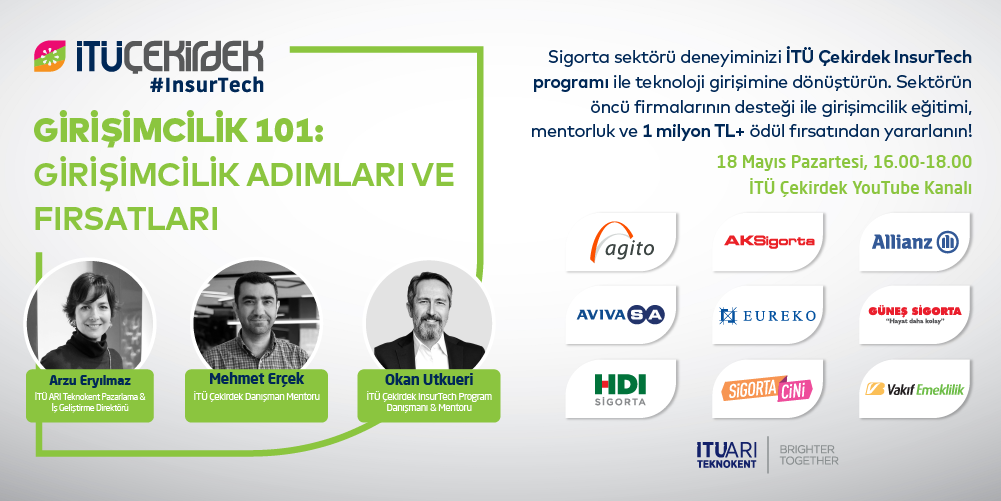 İTÜÇEKİRDEK
#InsurTech
GİRİŞİMCİLİK 101:
GİRİŞİMCİLİK ADIMLARI VE
FIRSATLARI
Arzu Eryılmaz
İTÜ ARI Teknokent Pazarlama &
İş Geliştirme Direktörü
Mehmet Erçek
İTÜ Çekirdek Danışman Mentoru
Okan Utkueri
İTÜ Çekirdek InsurTech Program
Danışmanı & Mentoru
Sigorta sektörü deneyiminizi İTÜ Çekirdek InsurTech
programı ile teknoloji girişimine dönüştürün. Sektörün
öncü firmalarının desteği ile girişimcilik eğitimi,
mentorluk ve 1 milyon TL+ ödül fırsatından yararlanın!
18 Mayıs Pazartesi, 16.00-18.00
İTÜ Çekirdek YouTube Kanalı
agito
AKSigorta
Allianz
AVIVASA
EUREKO
GÜNEŞ SİGORTA
"Hayat daha kolay"
HDI
SİGORTA
SİGORTA
CİNİ
Vakıf Emeklilik
İTÜARI
TEKNOKENT
BRIGHTER
TOGETHER